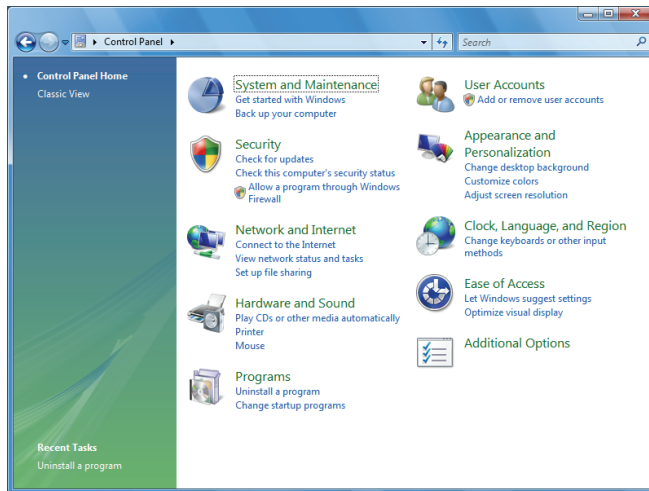 Control Panel
Search
Control Panel Home
Classic View
System and Maintenance
Get started with Windows
Back up your computer
Security
Check for updates
Check this computer's security status
Allow a program through Windows
Firewall
Network and Internet
Connect to the Internet
View network status and tasks
Set up file sharing
Hardware and Sound
Play CDs or other media automatically
Printer
Mouse
Programs
Uninstall a program
Change startup programs
User Accounts
Add or remove user accounts
Appearance and
Personalization
Change desktop background
Customize colors
Adjust screen resolution
Clock, Language, and Region
Change keyboards or other input
methods
Ease of Access
Let Windows suggest settings
Optimize visual display
Additional Options
Recent Tasks
Uninstall a program